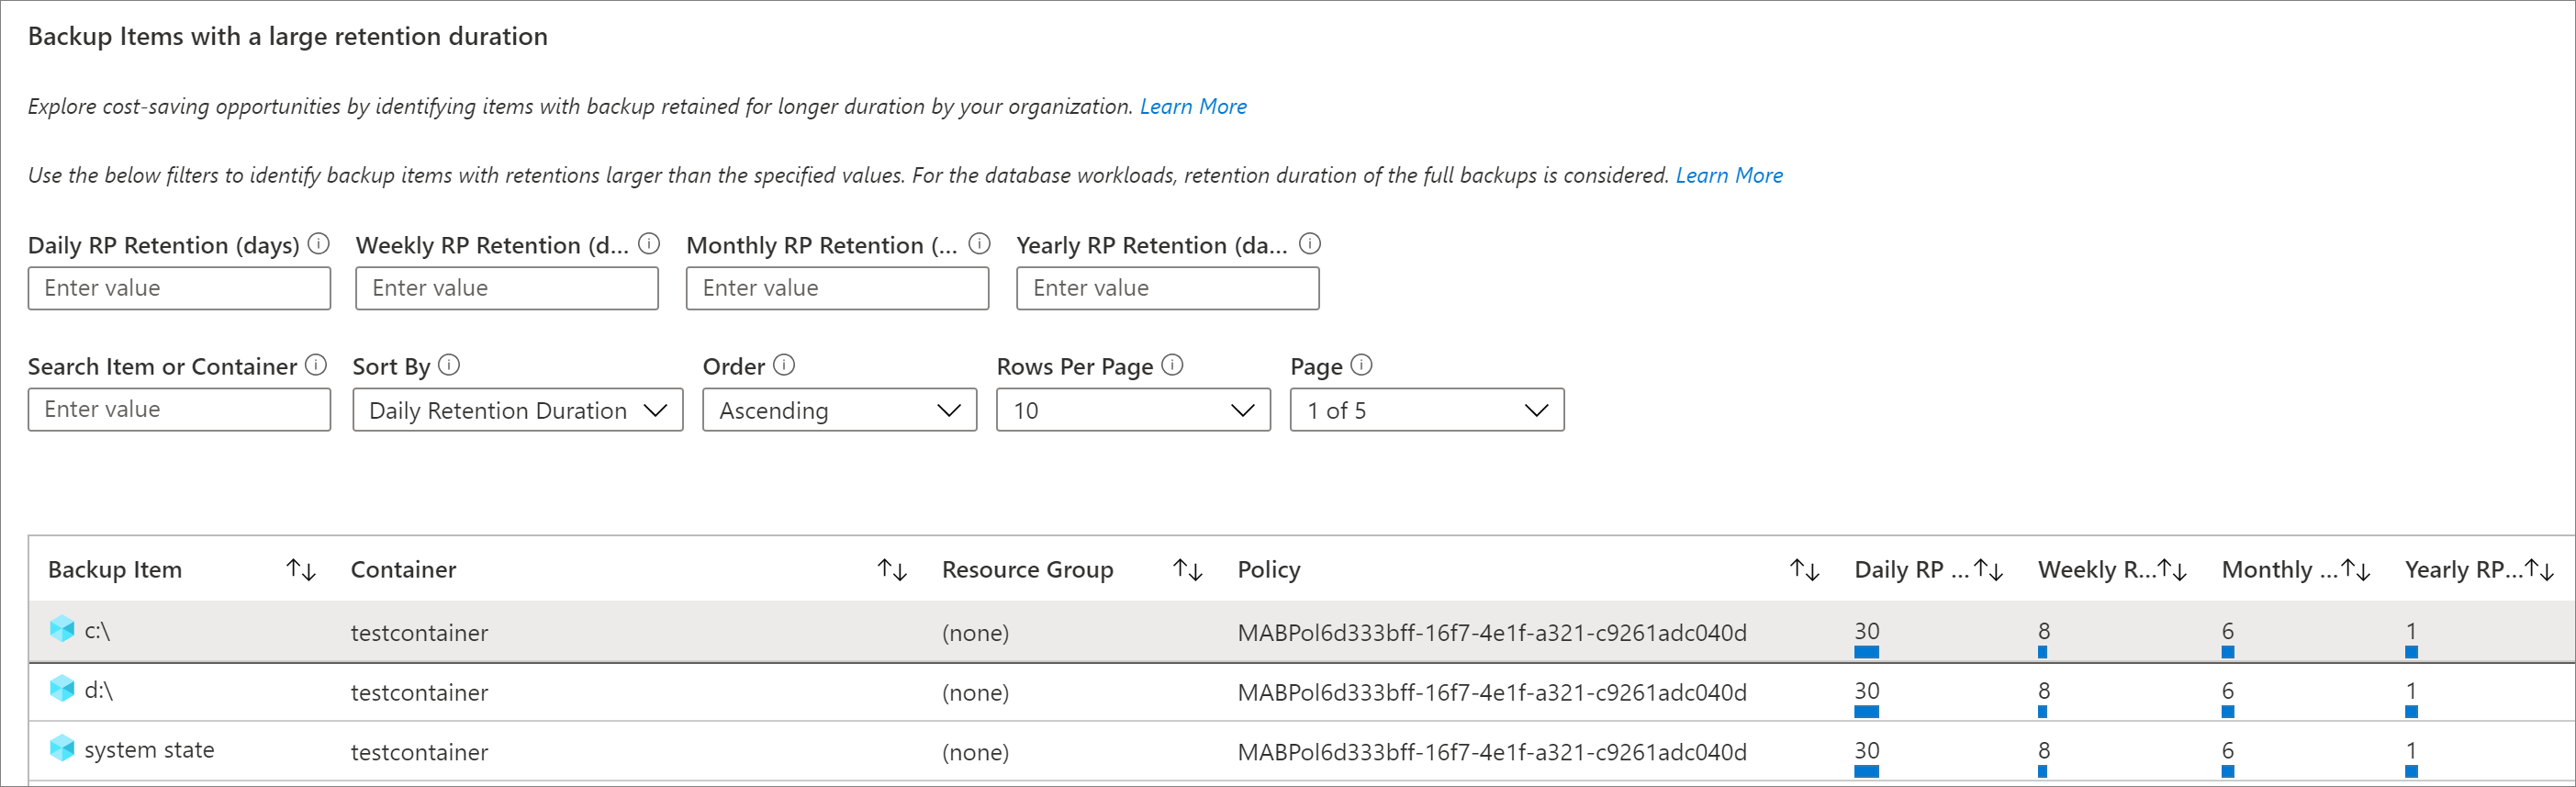 Backup Items with a large retention duration
Explore cost-saving opportunities by identifying items with backup retained for longer duration by your organization. Learn More
Use the below filters to identify backup items with retentions larger than the specified values. For the database workloads, retention duration of the full backups is considered. Learn More
Daily RP Retention (days) Weekly RP Retention (d... Monthly RP Retention (... Yearly RP Retention (da...
Enter value Enter value Enter value Enter value
Search Item or Container Sort By Order Rows Per Page Page
Enter value Daily Retention Duration Ascending 10 1 of 5
Backup Item Container Resource Group Policy Daily RP ... Weekly R... Monthly ... Yearly RP...
c:\ testcontainer (none) MABPol6d333bff-16f7-4e1f-a321-c9261adc040d 30 8 6 1
d:\ testcontainer (none) MABPol6d333bff-16f7-4e1f-a321-c9261adc040d 30 8 6 1
system state testcontainer (none) MABPol6d333bff-16f7-4e1f-a321-c9261adc040d 30 8 6 1